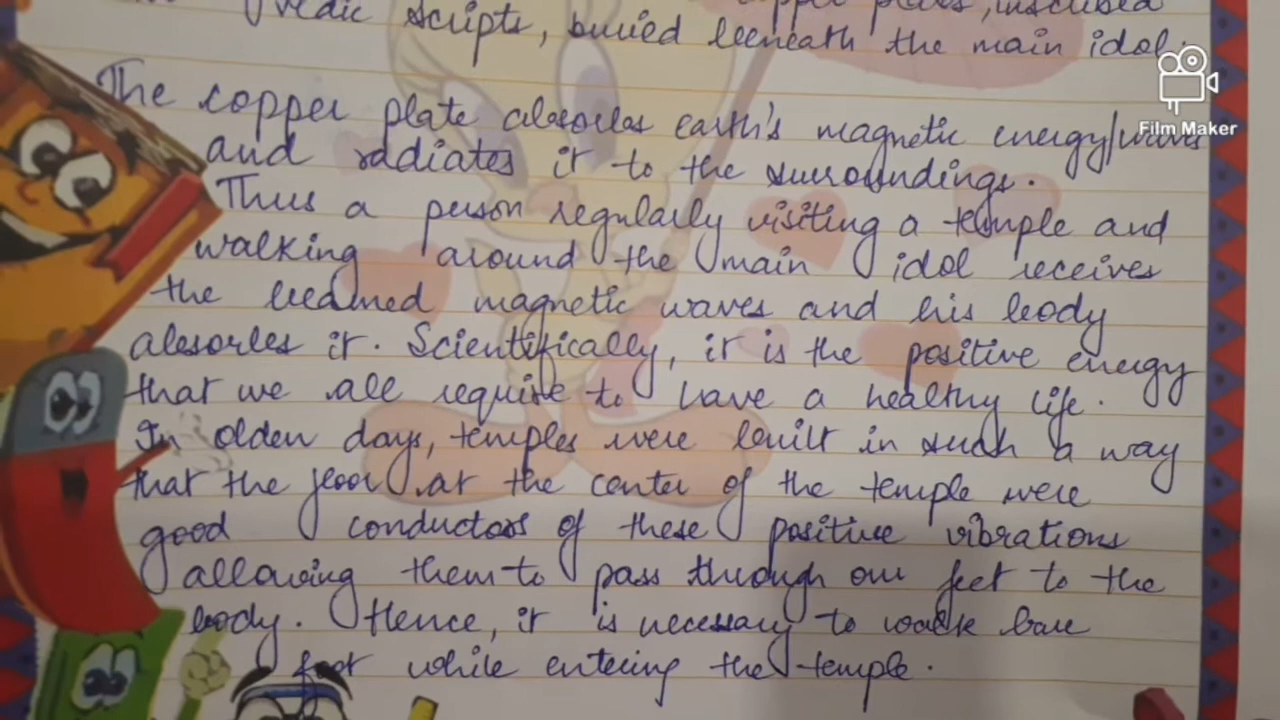 Vedic scripts, buried beneath the main idol.
The copper plate absorbs earth's magnetic energy/waves
and radiates it to the surroundings.
Thus a person regularly visiting a temple and
walking around the main idol receives
the beamed magnetic waves and his body
absorbes it. Scientifically, it is the positive energy
that we all require to have a healthy life.
In olden days, temples were built in such a way
that the floor at the center of the temple were
good conductors of these positive vibrations
allowing them to pass through our feet to the
body. Hence, it is necessary to walk bare
foot while entering the temple.
Film Maker